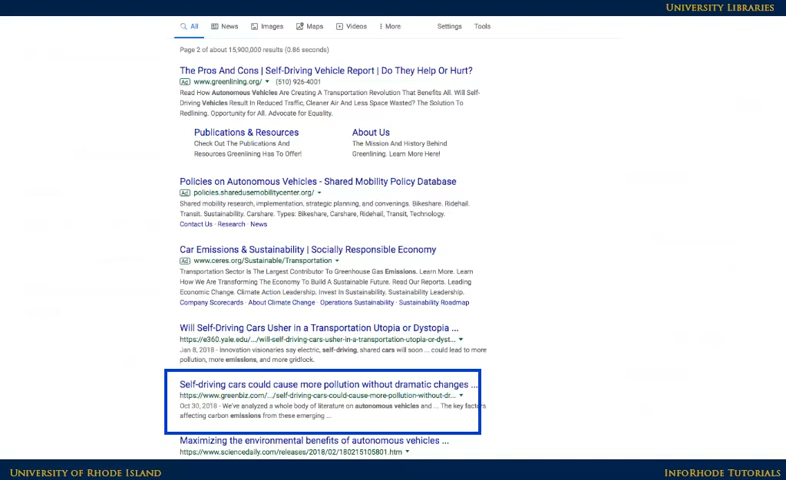 UNIVERSITY LIBRARIES
All News Images Maps Videos More Settings Tools
Page 2 of about 15,900,000 results (0.86 seconds)
The Pros And Cons | Self-Driving Vehicle Report | Do They Help Or Hurt?
Ad www.greenlining.org/ (510) 926-4001
Read How Autonomous Vehicles Are Creating A Transportation Revolution That Benefits All. Will Self-
Driving Vehicles Result In Reduced Traffic, Cleaner Air And Less Space Wasted? The Solution To
Redlining. Opportunity for All. Advocate for Equality.
Publications & Resources About Us
Check Out The Publications And The Mission And History Behind
Resources Greenlining Has To Offer! Greenlining. Learn More Here!
Policies on Autonomous Vehicles - Shared Mobility Policy Database
Ad policies.sharedusemobilitycenter.org/
Shared mobility research, implementation, strategic planning, and convenings. Bikeshare. Ridehail.
Transit. Sustainability. Carshare. Types: Bikeshare, Carshare, Ridehail, Transit, Technology.
Contact Us · Research · News
Car Emissions & Sustainability | Socially Responsible Economy
Ad www.ceres.org/Sustainable/Transportation
Transportation Sector Is The Largest Contributor To Greenhouse Gas Emissions. Learn More. Learn
How We Are Transforming The Economy To Build A Sustainable Future. Read Our Reports. Leading
Economic Change. Climate Action Leadership. Invest In Sustainability. Sustainability Leadership.
Company Scorecards · About Climate Change · Operations Sustainability · Sustainability Roadmap
Will Self-Driving Cars Usher in a Transportation Utopia or Dystopia ...
https://e360.yale.edu/.../will-self-driving-cars-usher-in-a-transportation-utopia-or-dyst...
Jan 8, 2018 - Innovation visionaries say electric, self-driving, shared cars will soon ... could lead to more
pollution, more emissions, and more gridlock.
Self-driving cars could cause more pollution without dramatic changes ...
https://www.greenbiz.com/.../self-driving-cars-could-cause-more-pollution-without-dr...
Oct 30, 2018 - We've analyzed a whole body of literature on autonomous vehicles and ... The key factors
affecting carbon emissions from these emerging ...
Maximizing the environmental benefits of autonomous vehicles ...
https://www.sciencedaily.com/releases/2018/02/180215105801.htm
UNIVERSITY OF RHODE ISLAND INFORHODE TUTORIALS